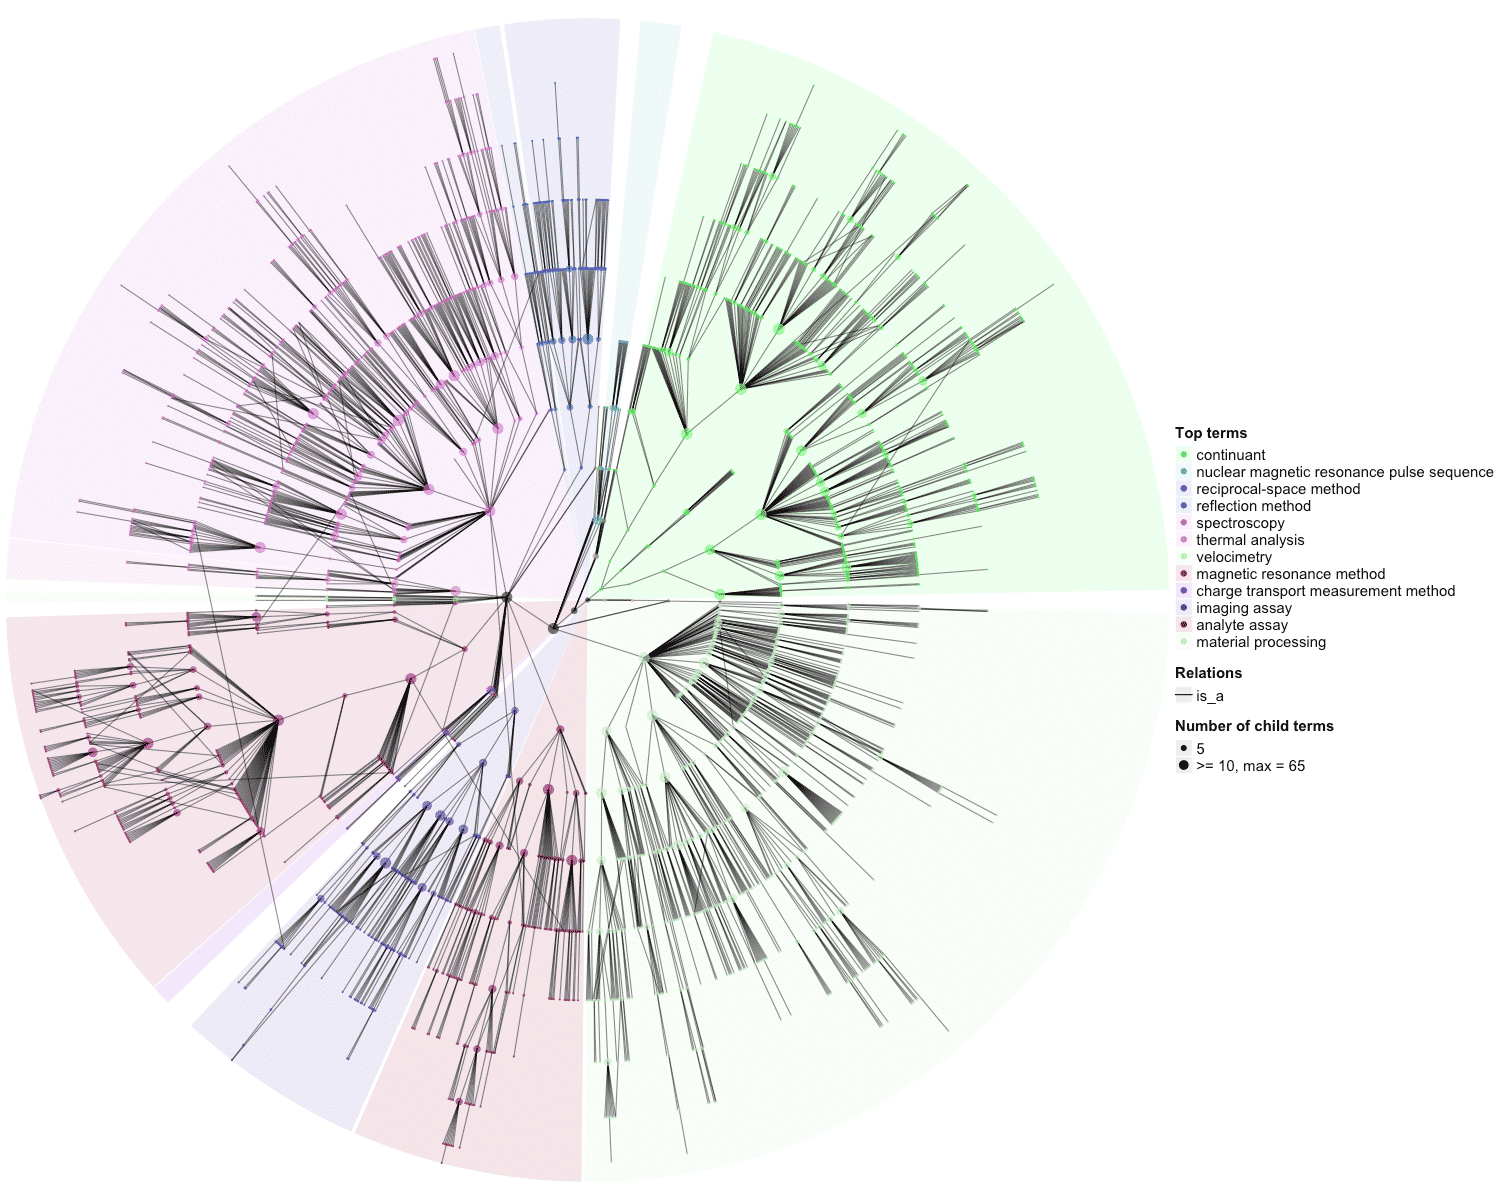 Top terms
continuant
nuclear magnetic resonance pulse sequence
reciprocal-space method
reflection method
spectroscopy
thermal analysis
velocimetry
magnetic resonance method
charge transport measurement method
imaging assay
analyte assay
material processing
Relations
is_a
Number of child terms
5
>= 10, max = 65